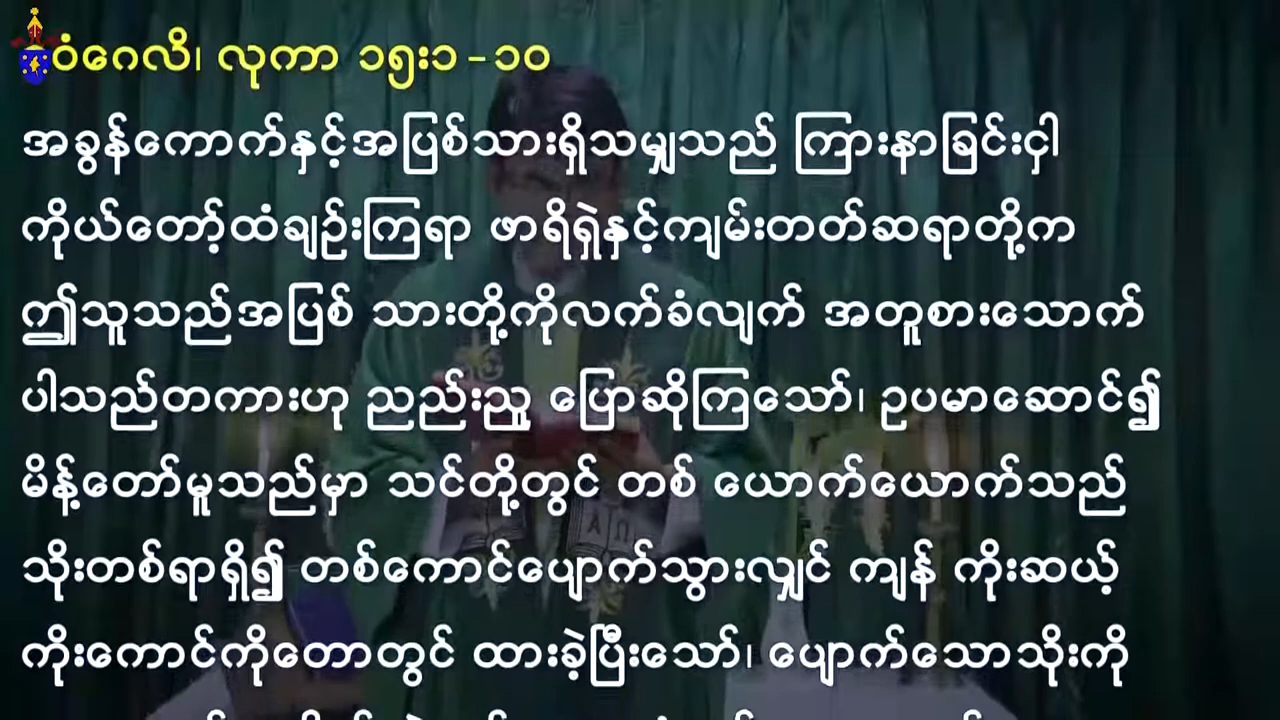 ဝံဂေလိ၊ လုကာ ၁၅း၁-၁၀
အခွန်ကောက်နှင့်အပြစ်သားရှိသမျှသည် ကြားနာခြင်းငှါ
ကိုယ်တော့်ထံချဉ်းကြရာ ဖာရိရှဲနှင့်ကျမ်းတတ်ဆရာတို့က
ဤသူသည်အပြစ် သားတို့ကိုလက်ခံလျက် အတူစားသောက်
ပါသည်တကားဟု ညည်းညူ ပြောဆိုကြသော်၊ ဥပမာဆောင်၍
မိန့်တော်မူသည်မှာ သင်တို့တွင် တစ် ယောက်ယောက်သည်
သိုးတစ်ရာရှိ၍ တစ်ကောင်ပျောက်သွားလျှင် ကျန် ကိုးဆယ့်
ကိုးကောင်ကိုတောတွင် ထားခဲ့ပြီးသော်၊ ပျောက်သောသိုးကို